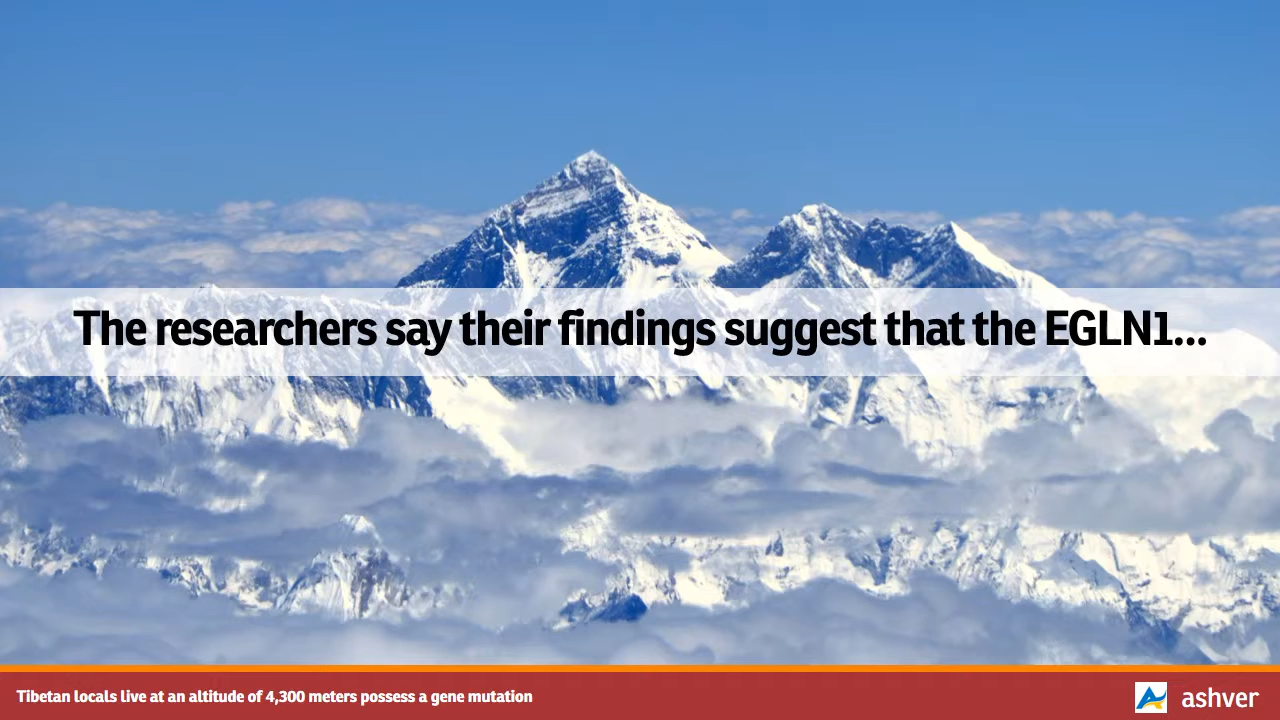 The researchers say their findings suggest that the EGLN1...
Tibetan locals live at an altitude of 4,300 meters possess a gene mutation
ashver